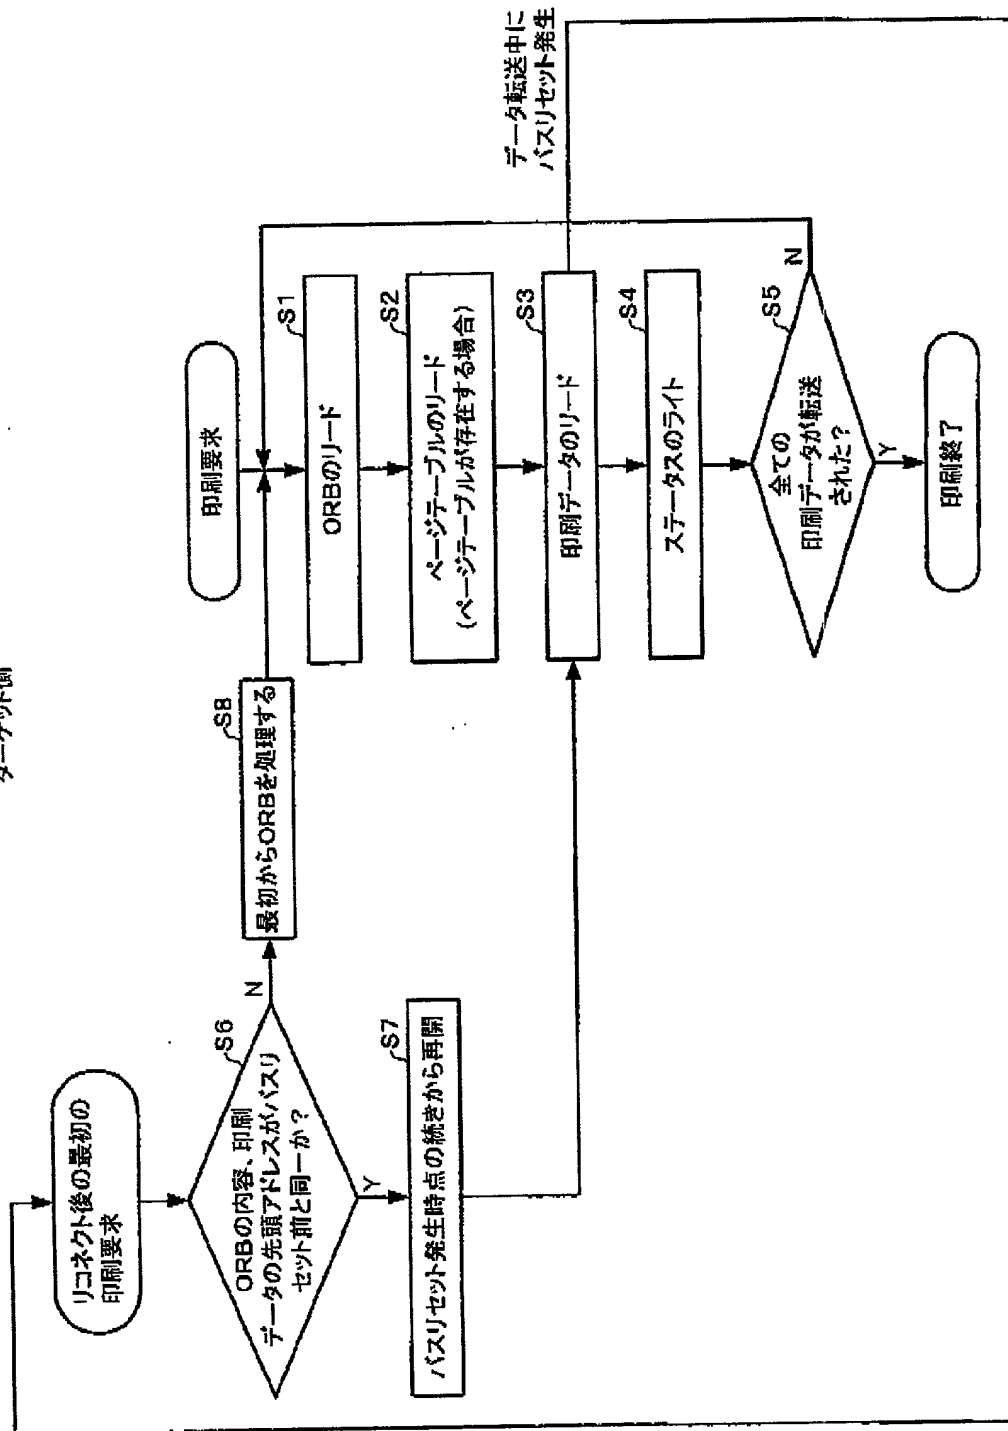 ターゲット側
リコネクト後の最初の
印刷要求
S6
ORBの内容、印刷
データの先頭アドレスがバスリ
セット前と同一か?
N
Y
S7
バスリセット発生時点の続きから再開
S8
最初からORBを処理する
印刷要求
S1
ORBのリード
S2
ページテーブルのリード
(ページテーブルが存在する場合)
S3
印刷データのリード
データ転送中に
バスリセット発生
S4
ステータスのライト
S5
全ての
印刷データが転送
された?
N
Y
印刷終了